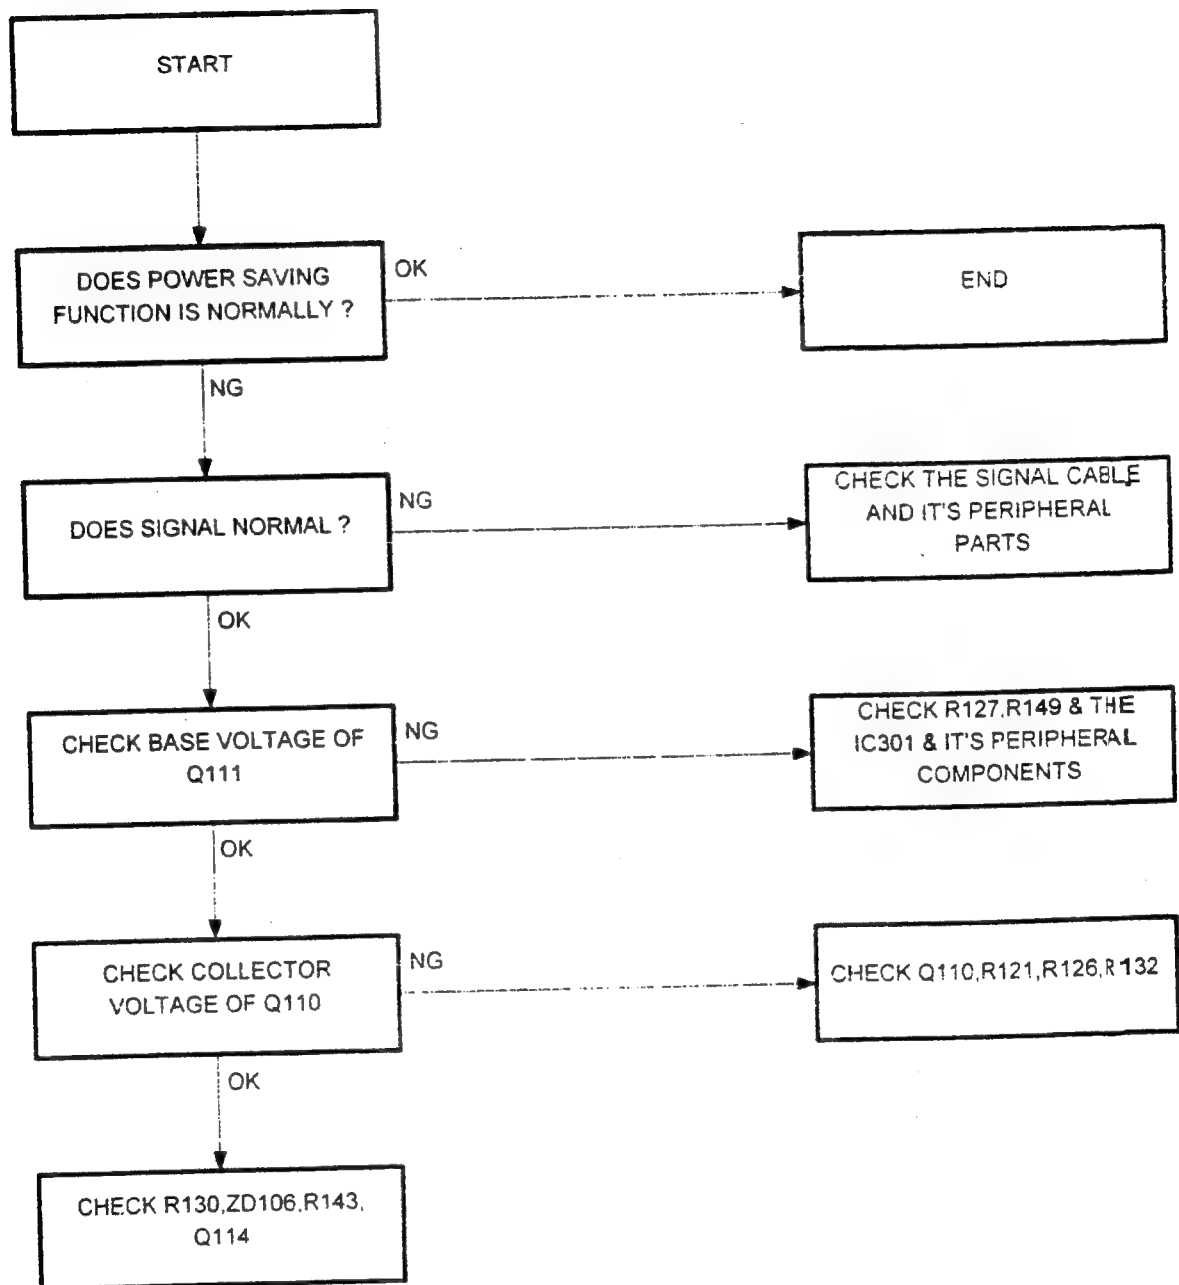 START
DOES POWER SAVING
FUNCTION IS NORMALLY ?
OK
END
NG
DOES SIGNAL NORMAL ?
NG
CHECK THE SIGNAL CABLE
AND IT'S PERIPHERAL
PARTS
OK
CHECK BASE VOLTAGE OF
Q111
NG
CHECK R127,R149 & THE
IC301 & IT'S PERIPHERAL
COMPONENTS
OK
CHECK COLLECTOR
VOLTAGE OF Q110
NG
CHECK Q110,R121,R126,R132
OK
CHECK R130,ZD106,R143,
Q114